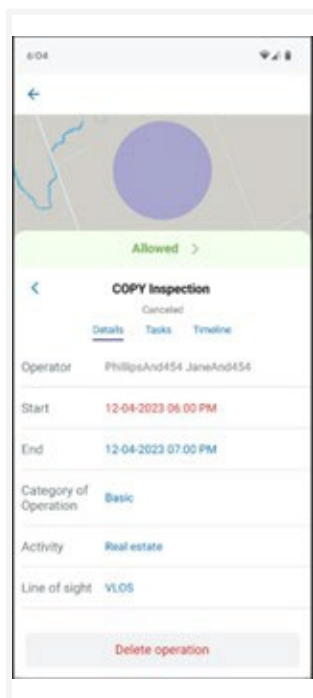 6:04
Allowed >
COPY Inspection
Canceled
Details Tasks Timeline
Operator PhillipsAnd454 JaneAnd454
Start 12-04-2023 06:00 PM
End 12-04-2023 07:00 PM
Category of
Operation Basic
Activity Real estate
Line of sight VLOS
Delete operation